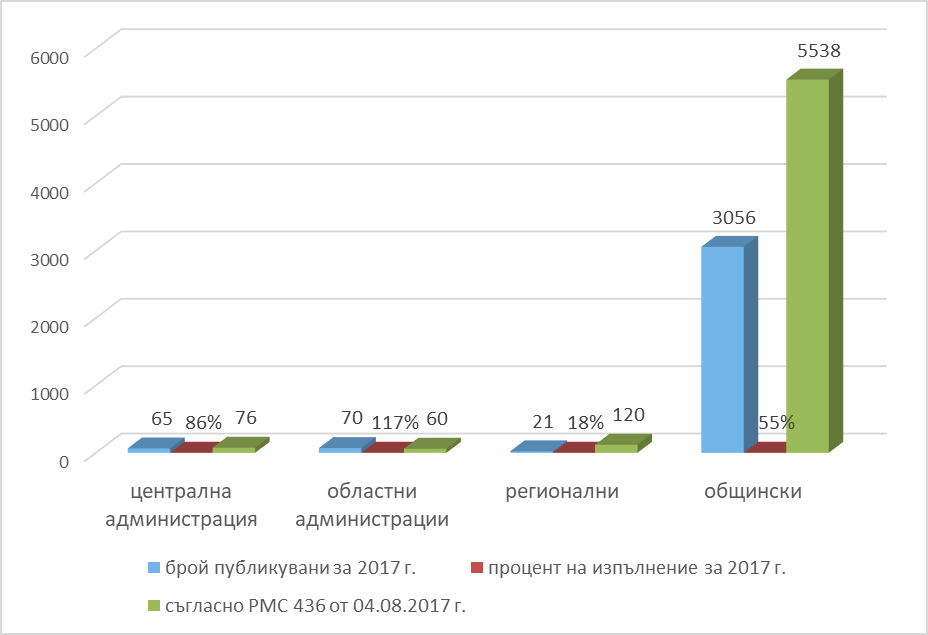 6000
5000
4000
3000
2000
1000
0
65 86% 76
70 117% 60
21 18% 120
3056 55% 5538
централна
администрация
областни
администрации
регионални
общински
брой публикувани за 2017 г.
процент на изпълнение за 2017 г.
съгласно РМС 436 от 04.08.2017 г.